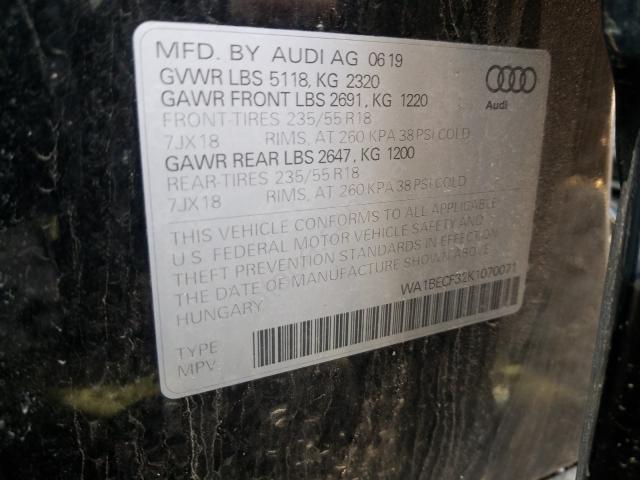 MFD. BY AUDI AG 0619
GVWR LBS 5118, KG 2320
GAWR FRONT LBS 2691, KG 1220
FRONT-TIRES 235/55 R18
7JX18 RIMS, AT 260 KPA 38 PSI COLD
GAWR REAR LBS 2647, KG 1200
REAR-TIRES 235/55 R18
7JX18 RIMS, AT 260 KPA 38 PSI COLD
Audi
THIS VEHICLE CONFORMS TO ALL APPLICABLE
U S FEDERAL MOTOR VEHICLE SAFETY AND
THEFT PREVENTION STANDARDS IN EFFECT ON
THE DATE OF MANUFACTURE SHOWN ABOVE.
HUNGARY
WA1BECF32K1070071
TYPE
MPV